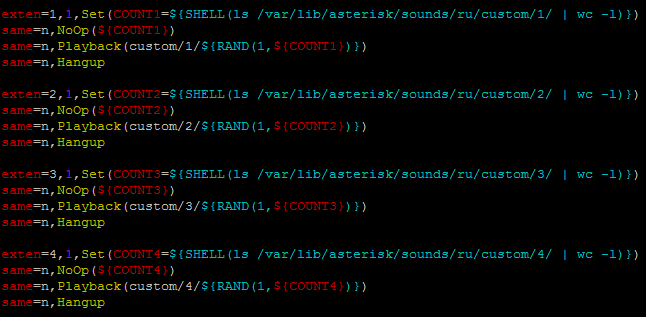 exten=1,1,Set(COUNT1=${SHELL(ls /var/lib/asterisk/sounds/ru/custom/1/ | wc -l)})
same=n,NoOp(${COUNT1})
same=n,Playback(custom/1/${RAND(1,${COUNT1})})
same=n,Hangup
exten=2,1,Set(COUNT2=${SHELL(ls /var/lib/asterisk/sounds/ru/custom/2/ | wc -l)})
same=n,NoOp(${COUNT2})
same=n,Playback(custom/2/${RAND(1,${COUNT2})})
same=n,Hangup
exten=3,1,Set(COUNT3=${SHELL(ls /var/lib/asterisk/sounds/ru/custom/3/ | wc -l)})
same=n,NoOp(${COUNT3})
same=n,Playback(custom/3/${RAND(1,${COUNT3})})
same=n,Hangup
exten=4,1,Set(COUNT4=${SHELL(ls /var/lib/asterisk/sounds/ru/custom/4/ | wc -l)})
same=n,NoOp(${COUNT4})
same=n,Playback(custom/4/${RAND(1,${COUNT4})})
same=n,Hangup